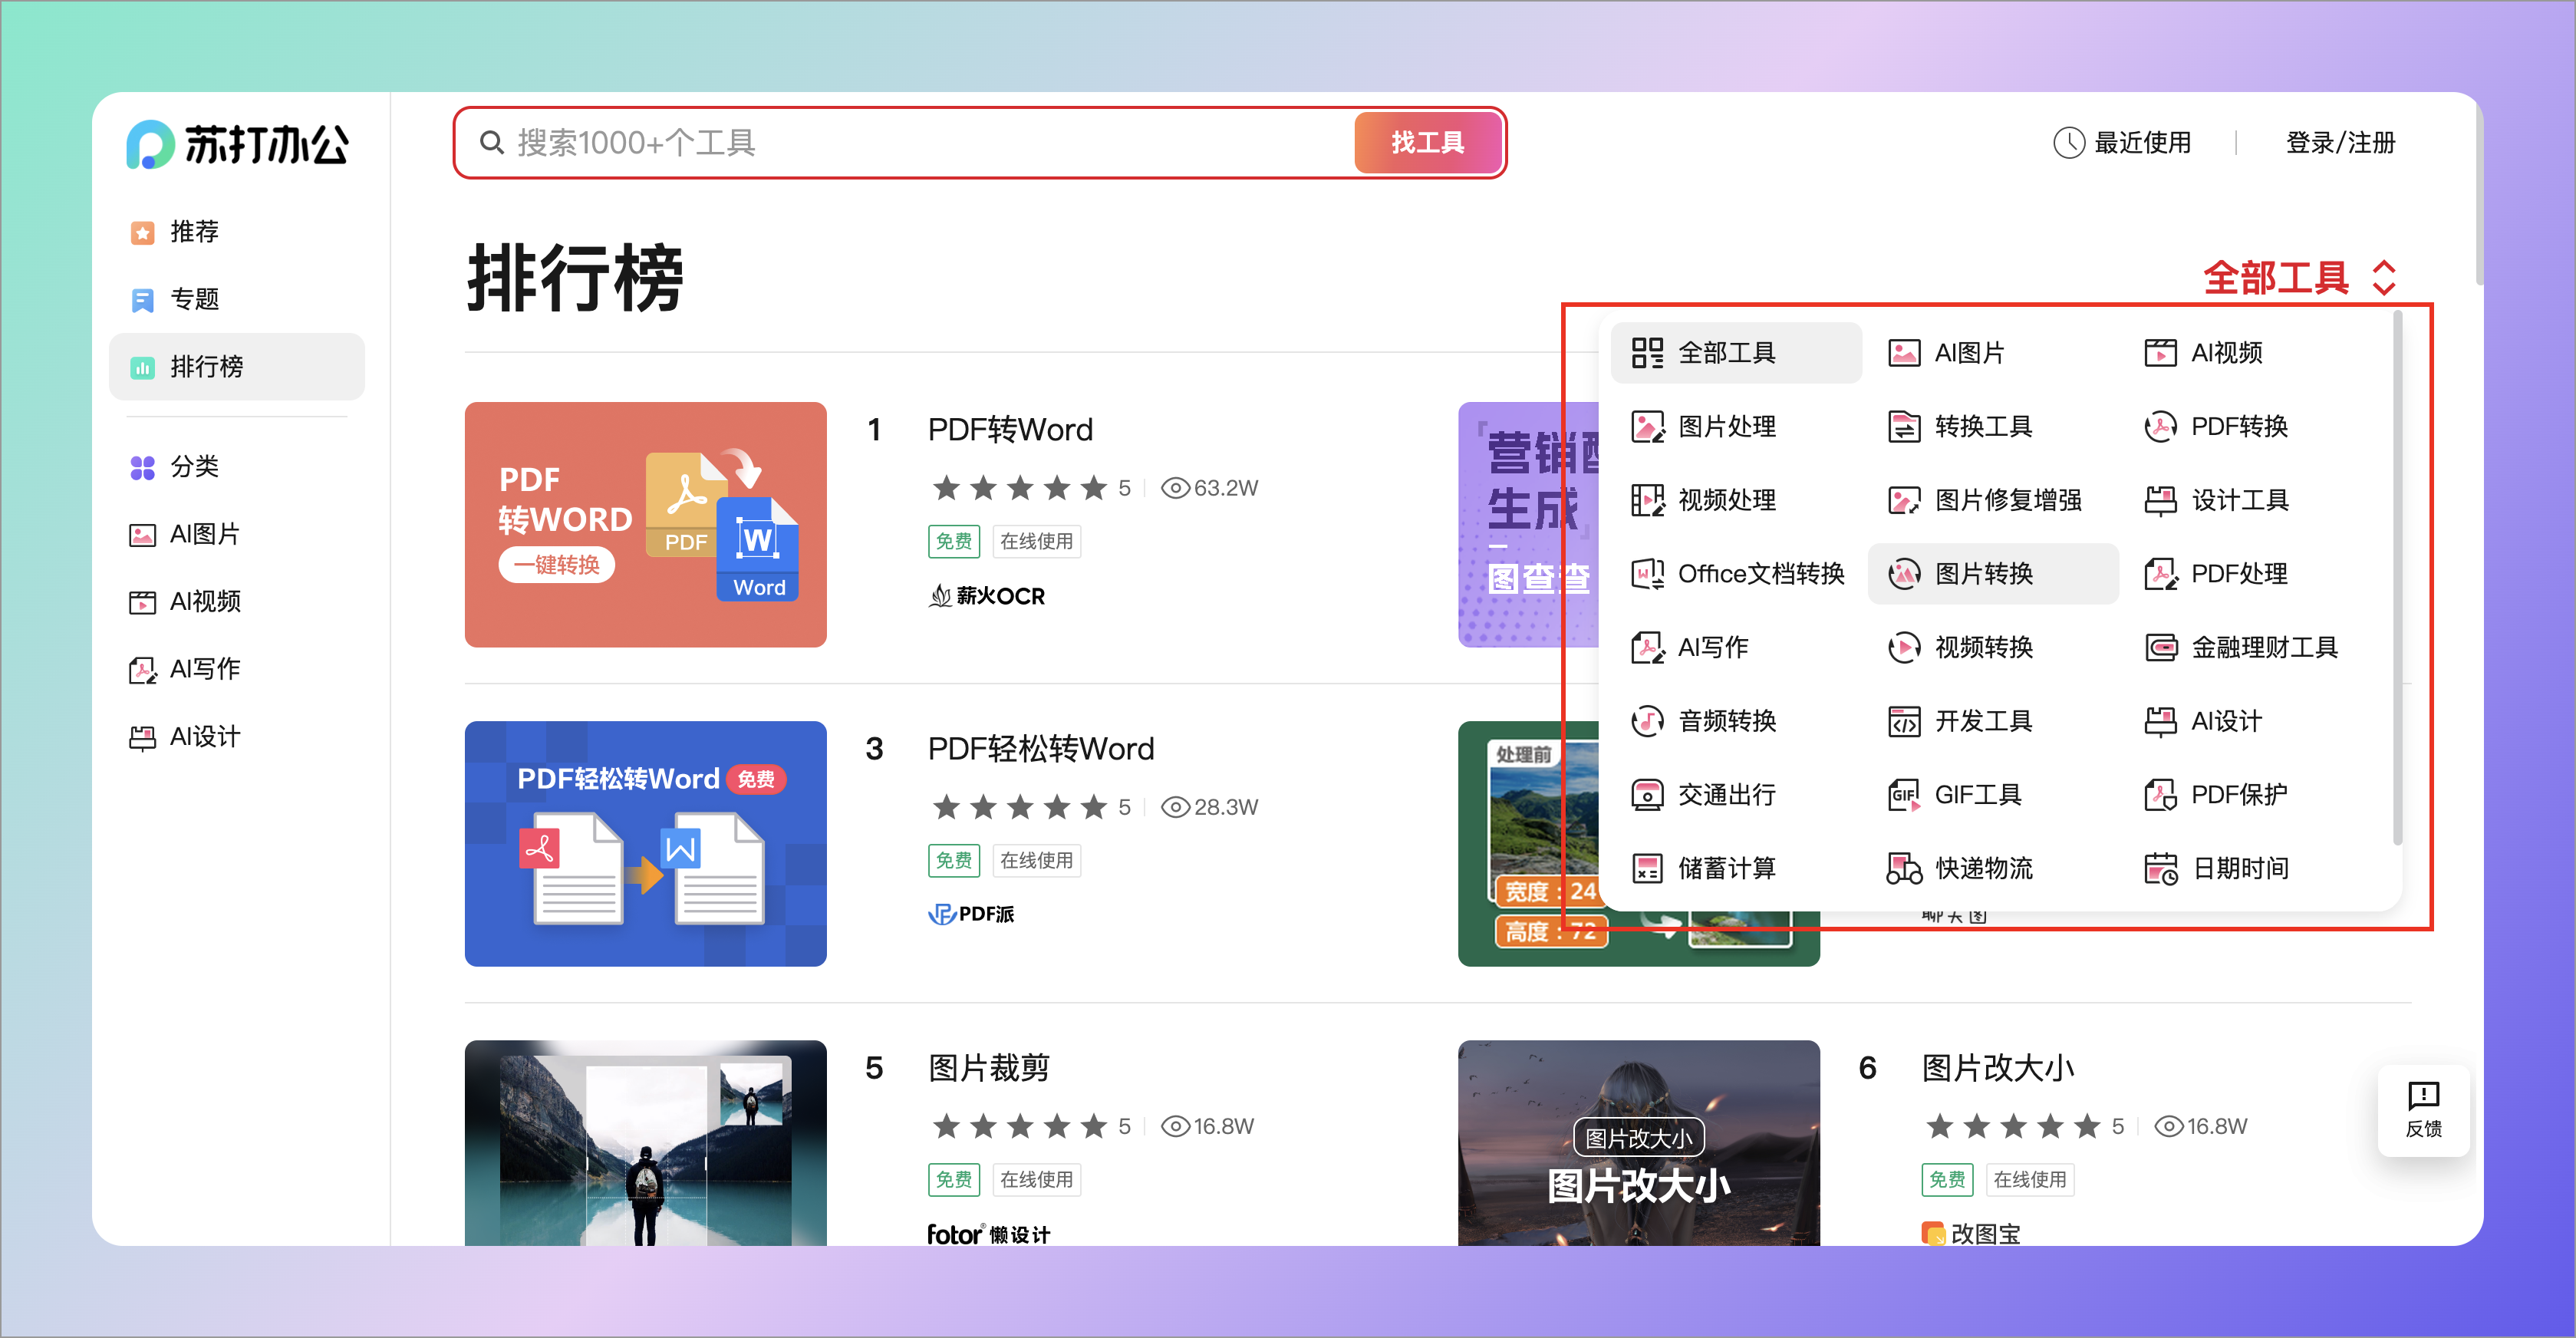 苏打办公
搜索1000+个工具
找工具
最近使用
登录/注册
推荐
专题
排行榜
分类
AI图片
AI视频
AI写作
AI设计
排行榜
全部工具
全部工具
AI图片
AI视频
图片处理
转换工具
PDF转换
视频处理
图片修复增强
设计工具
Office文档转换
图片转换
PDF处理
AI写作
视频转换
金融理财工具
音频转换
开发工具
AI设计
交通出行
GIF工具
PDF保护
储蓄计算
快递物流
日期时间
PDF
转WORD
一键转换
PDF
W
Word
1
PDF转Word
5
63.2W
免费
在线使用
薪火OCR
『营销配
生成』
图查查
PDF轻松转Word
免费
3
PDF轻松转Word
5
28.3W
免费
在线使用
PDF派
处理前
宽度:24
高度:72
5
图片裁剪
5
16.8W
免费
在线使用
fotor® 懒设计
图片改大小
图片改大小
6
图片改大小
5
16.8W
免费
在线使用
改图宝
反馈